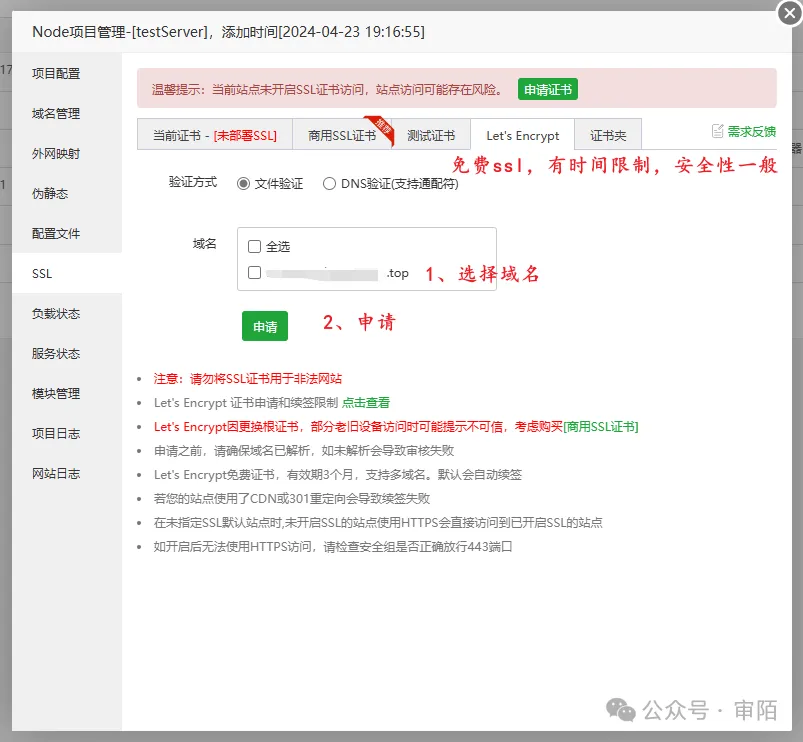 Node项目管理-[testServer]，添加时间[2024-04-23 19:16:55]
项目配置
域名管理
外网映射
伪静态
配置文件
SSL
负载状态
服务状态
模块管理
项目日志
网站日志
温馨提示：当前站点未开启SSL证书访问，站点访问可能存在风险。 申请证书
当前证书 - [未部署SSL] 商用SSL证书 推荐 测试证书 Let's Encrypt 证书夹 需求反馈
免费ssl，有时间限制，安全性一般
验证方式 文件验证 DNS验证(支持通配符)
域名 全选
.top 1、选择域名
申请 2、申请
注意：请勿将SSL证书用于非法网站
Let's Encrypt 证书申请和续签限制 点击查看
Let's Encrypt因更换根证书，部分老旧设备访问时可能提示不可信，考虑购买[商用SSL证书]
申请之前，请确保域名已解析，如未解析会导致审核失败
Let's Encrypt免费证书，有效期3个月，支持多域名。默认会自动续签
若您的站点使用了CDN或301重定向会导致续签失败
在未指定SSL默认站点时,未开启SSL的站点使用HTTPS会直接访问到已开启SSL的站点
如开启后无法使用HTTPS访问，请检查安全组是否正确放行443端口
17
1
器
公众号 · 审陌